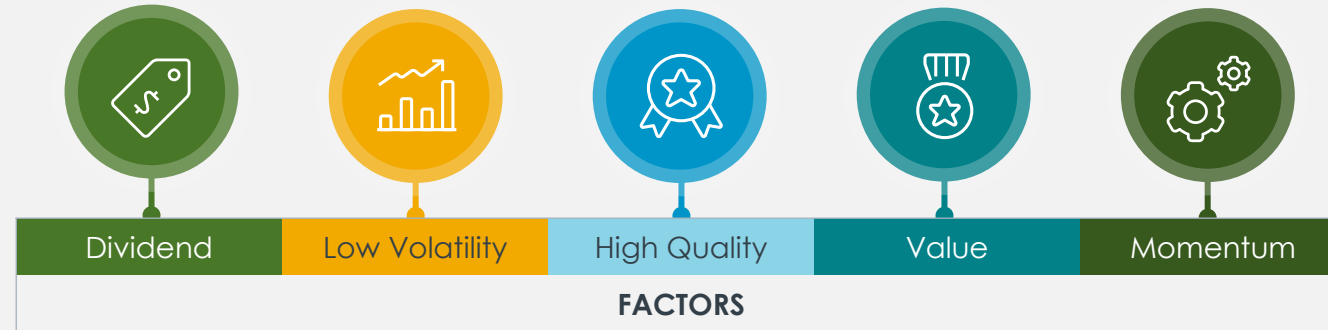 $
Dividend
Low Volatility
High Quality
Value
Momentum
FACTORS